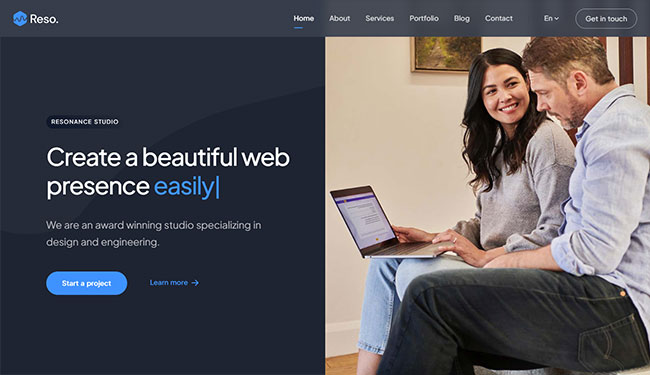 Reso.
Home About Services Portfolio Blog Contact En Get in touch
RESONANCE STUDIO
Create a beautiful web
presence easily|
We are an award winning studio specializing in
design and engineering.
Start a project Learn more →